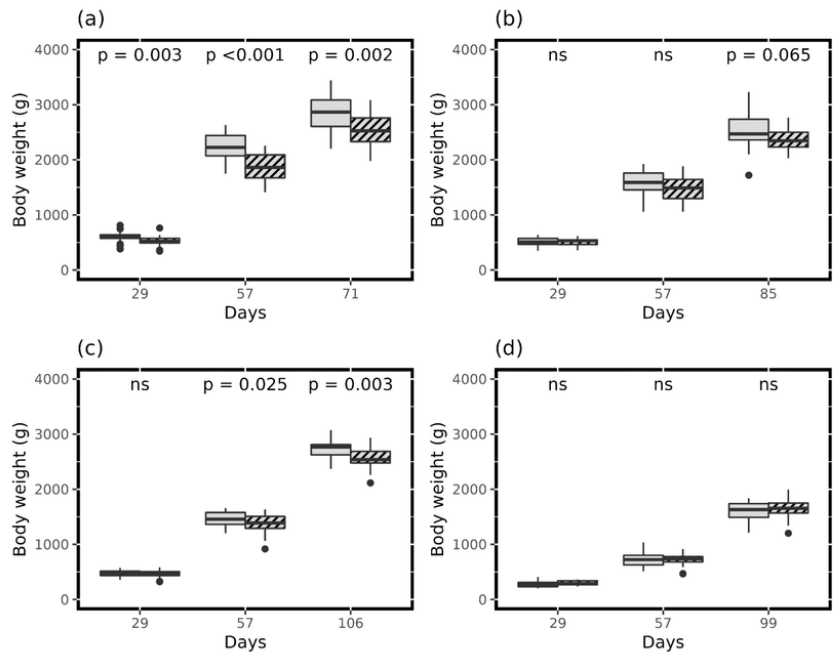 (a)
p = 0.003 p <0.001 p = 0.002
4000
3000
2000
1000
0
Body weight (g)
29 57 71
Days
(b)
ns ns p = 0.065
4000
3000
2000
1000
0
Body weight (g)
29 57 85
Days
(c)
ns p = 0.025 p = 0.003
4000
3000
2000
1000
0
Body weight (g)
29 57 106
Days
(d)
ns ns ns
4000
3000
2000
1000
0
Body weight (g)
29 57 99
Days